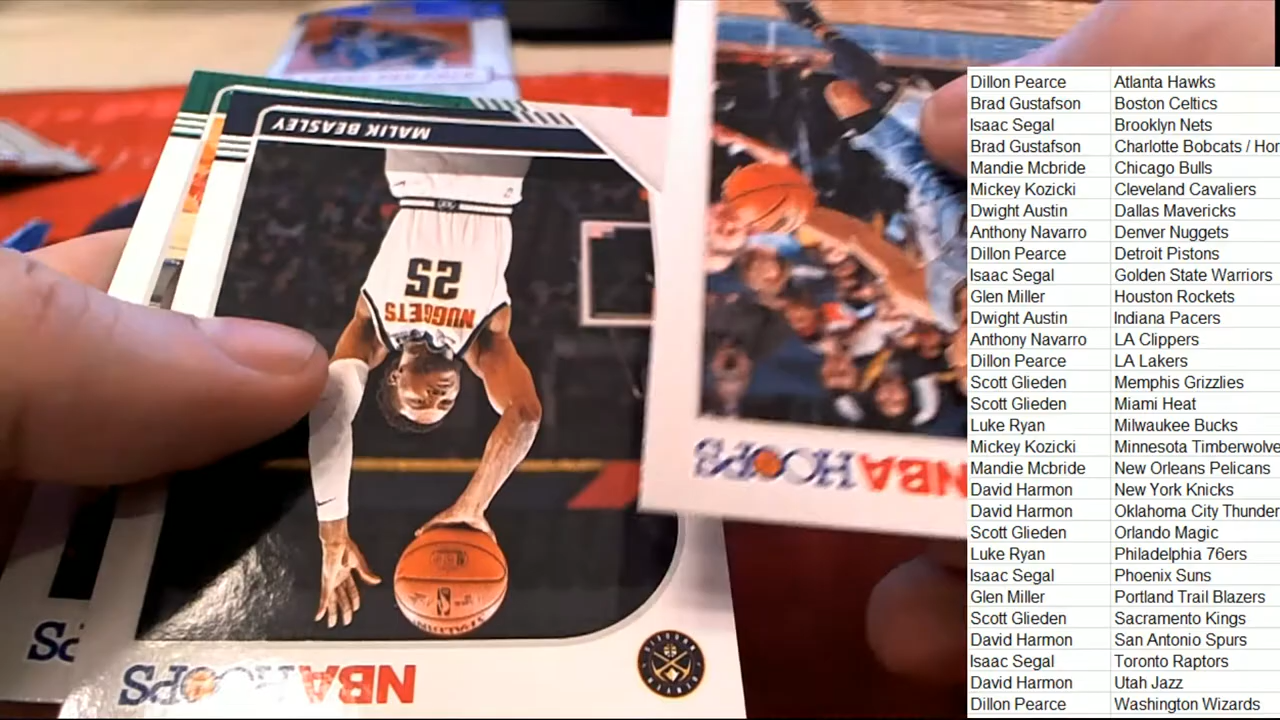 MALIK BEASLEY
25
NUGGETS
NBA HOOPS
NBA HOOPS
Dillon Pearce Atlanta Hawks
Brad Gustafson Boston Celtics
Isaac Segal Brooklyn Nets
Brad Gustafson Charlotte Bobcats / Hor
Mandie Mcbride Chicago Bulls
Mickey Kozicki Cleveland Cavaliers
Dwight Austin Dallas Mavericks
Anthony Navarro Denver Nuggets
Dillon Pearce Detroit Pistons
Isaac Segal Golden State Warriors
Glen Miller Houston Rockets
Dwight Austin Indiana Pacers
Anthony Navarro LA Clippers
Dillon Pearce LA Lakers
Scott Glieden Memphis Grizzlies
Scott Glieden Miami Heat
Luke Ryan Milwaukee Bucks
Mickey Kozicki Minnesota Timberwolve
Mandie Mcbride New Orleans Pelicans
David Harmon New York Knicks
David Harmon Oklahoma City Thunder
Scott Glieden Orlando Magic
Luke Ryan Philadelphia 76ers
Isaac Segal Phoenix Suns
Glen Miller Portland Trail Blazers
Scott Glieden Sacramento Kings
David Harmon San Antonio Spurs
Isaac Segal Toronto Raptors
David Harmon Utah Jazz
Dillon Pearce Washington Wizards